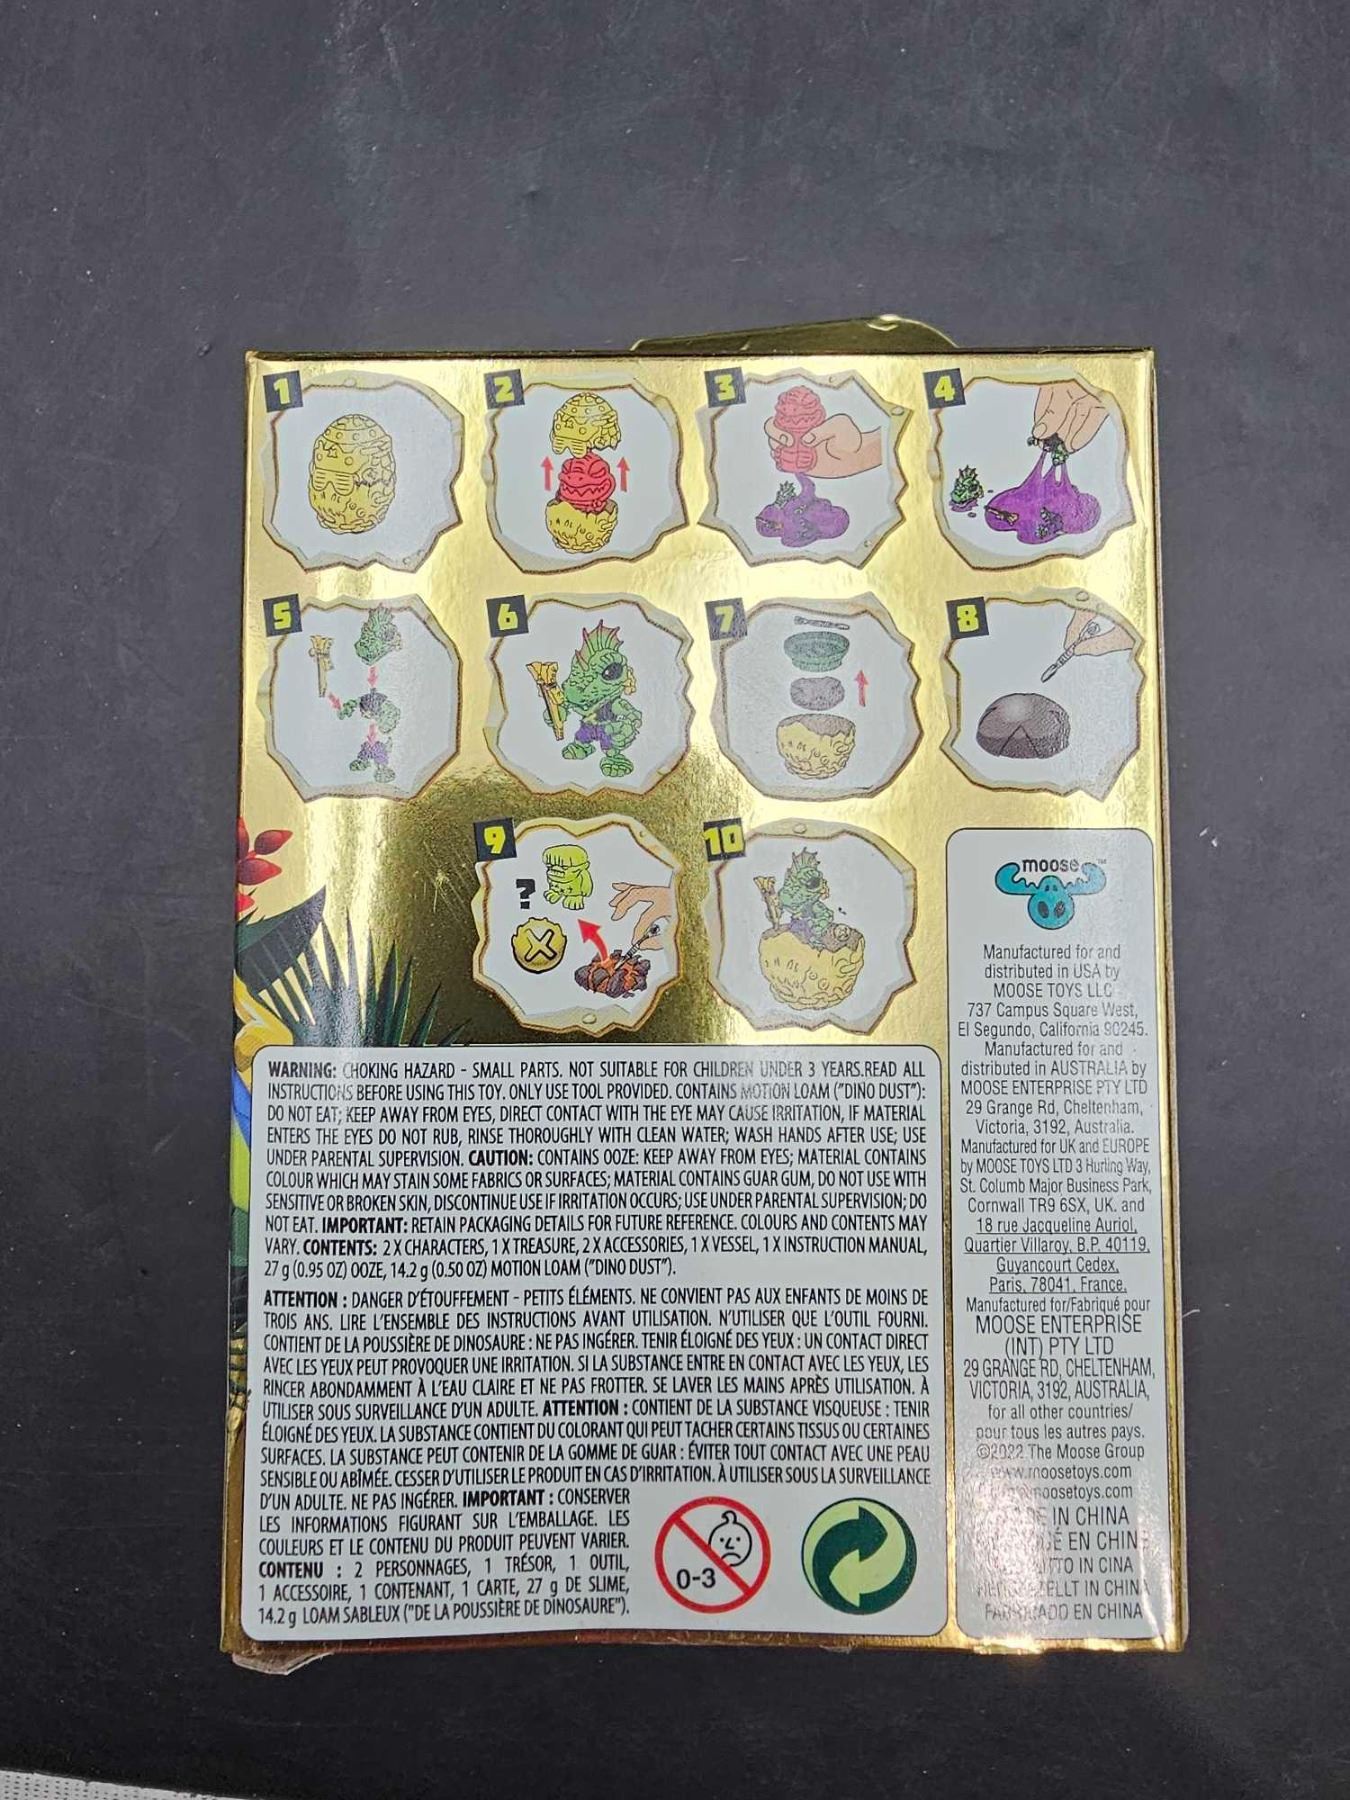 1
2
3
4
5
6
7
8
9
?
X
10
moose™
Manufactured for and
distributed in USA by
MOOSE TOYS LLC
737 Campus Square West,
El Segundo, California 90245.
Manufactured for and
distributed in AUSTRALIA by
MOOSE ENTERPRISE PTY LTD
29 Grange Rd, Cheltenham,
Victoria, 3192, Australia.
Manufactured for UK and EUROPE
by MOOSE TOYS LTD 3 Hurling Way,
St. Columb Major Business Park,
Cornwall TR9 6SX, UK. and
18 rue Jacqueline Auriol,
Quartier Villaroy, B.P. 40119,
Guyancourt Cedex,
Paris, 78041, France.
Manufactured for/Fabriqué pour
MOOSE ENTERPRISE
(INT) PTY LTD
29 GRANGE RD, CHELTENHAM,
VICTORIA, 3192, AUSTRALIA,
for all other countries/
pour tous les autres pays.
©2022 The Moose Group
www.moosetoys.com
moosetoys.com
IN CHINA
EN CHINE
IN CINA
IN CHINA
EN CHINA
WARNING: CHOKING HAZARD - SMALL PARTS. NOT SUITABLE FOR CHILDREN UNDER 3 YEARS.READ ALL
INSTRUCTIONS BEFORE USING THIS TOY. ONLY USE TOOL PROVIDED. CONTAINS MOTION LOAM ("DINO DUST"):
DO NOT EAT; KEEP AWAY FROM EYES, DIRECT CONTACT WITH THE EYE MAY CAUSE IRRITATION, IF MATERIAL
ENTERS THE EYES DO NOT RUB, RINSE THOROUGHLY WITH CLEAN WATER; WASH HANDS AFTER USE; USE
UNDER PARENTAL SUPERVISION. CAUTION: CONTAINS OOZE: KEEP AWAY FROM EYES; MATERIAL CONTAINS
COLOUR WHICH MAY STAIN SOME FABRICS OR SURFACES; MATERIAL CONTAINS GUAR GUM, DO NOT USE WITH
SENSITIVE OR BROKEN SKIN, DISCONTINUE USE IF IRRITATION OCCURS; USE UNDER PARENTAL SUPERVISION; DO
NOT EAT. IMPORTANT: RETAIN PACKAGING DETAILS FOR FUTURE REFERENCE. COLOURS AND CONTENTS MAY
VARY. CONTENTS: 2 X CHARACTERS, 1 X TREASURE, 2 X ACCESSORIES, 1 X VESSEL, 1 X INSTRUCTION MANUAL,
27 g (0.95 OZ) OOZE, 14.2 g (0.50 OZ) MOTION LOAM ("DINO DUST").
ATTENTION : DANGER D'ÉTOUFFEMENT - PETITS ÉLÉMENTS. NE CONVIENT PAS AUX ENFANTS DE MOINS DE
TROIS ANS. LIRE L'ENSEMBLE DES INSTRUCTIONS AVANT UTILISATION. N'UTILISER QUE L'OUTIL FOURNI.
CONTIENT DE LA POUSSIÈRE DE DINOSAURE : NE PAS INGÉRER. TENIR ÉLOIGNÉ DES YEUX : UN CONTACT DIRECT
AVEC LES YEUX PEUT PROVOQUER UNE IRRITATION. SI LA SUBSTANCE ENTRE EN CONTACT AVEC LES YEUX, LES
RINCER ABONDAMMENT À L'EAU CLAIRE ET NE PAS FROTTER. SE LAVER LES MAINS APRÈS UTILISATION. À
UTILISER SOUS SURVEILLANCE D'UN ADULTE. ATTENTION : CONTIENT DE LA SUBSTANCE VISQUEUSE : TENIR
ÉLOIGNÉ DES YEUX. LA SUBSTANCE CONTIENT DU COLORANT QUI PEUT TACHER CERTAINS TISSUS OU CERTAINES
SURFACES. LA SUBSTANCE PEUT CONTENIR DE LA GOMME DE GUAR : ÉVITER TOUT CONTACT AVEC UNE PEAU
SENSIBLE OU ABÎMÉE. CESSER D'UTILISER LE PRODUIT EN CAS D'IRRITATION. À UTILISER SOUS LA SURVEILLANCE
D'UN ADULTE. NE PAS INGÉRER. IMPORTANT : CONSERVER
LES INFORMATIONS FIGURANT SUR L'EMBALLAGE. LES
COULEURS ET LE CONTENU DU PRODUIT PEUVENT VARIER.
CONTENU : 2 PERSONNAGES, 1 TRÉSOR, 1 OUTIL,
1 ACCESSOIRE, 1 CONTENANT, 1 CARTE, 27 g DE SLIME,
14.2 g LOAM SABLEUX ("DE LA POUSSIÈRE DE DINOSAURE").
0-3